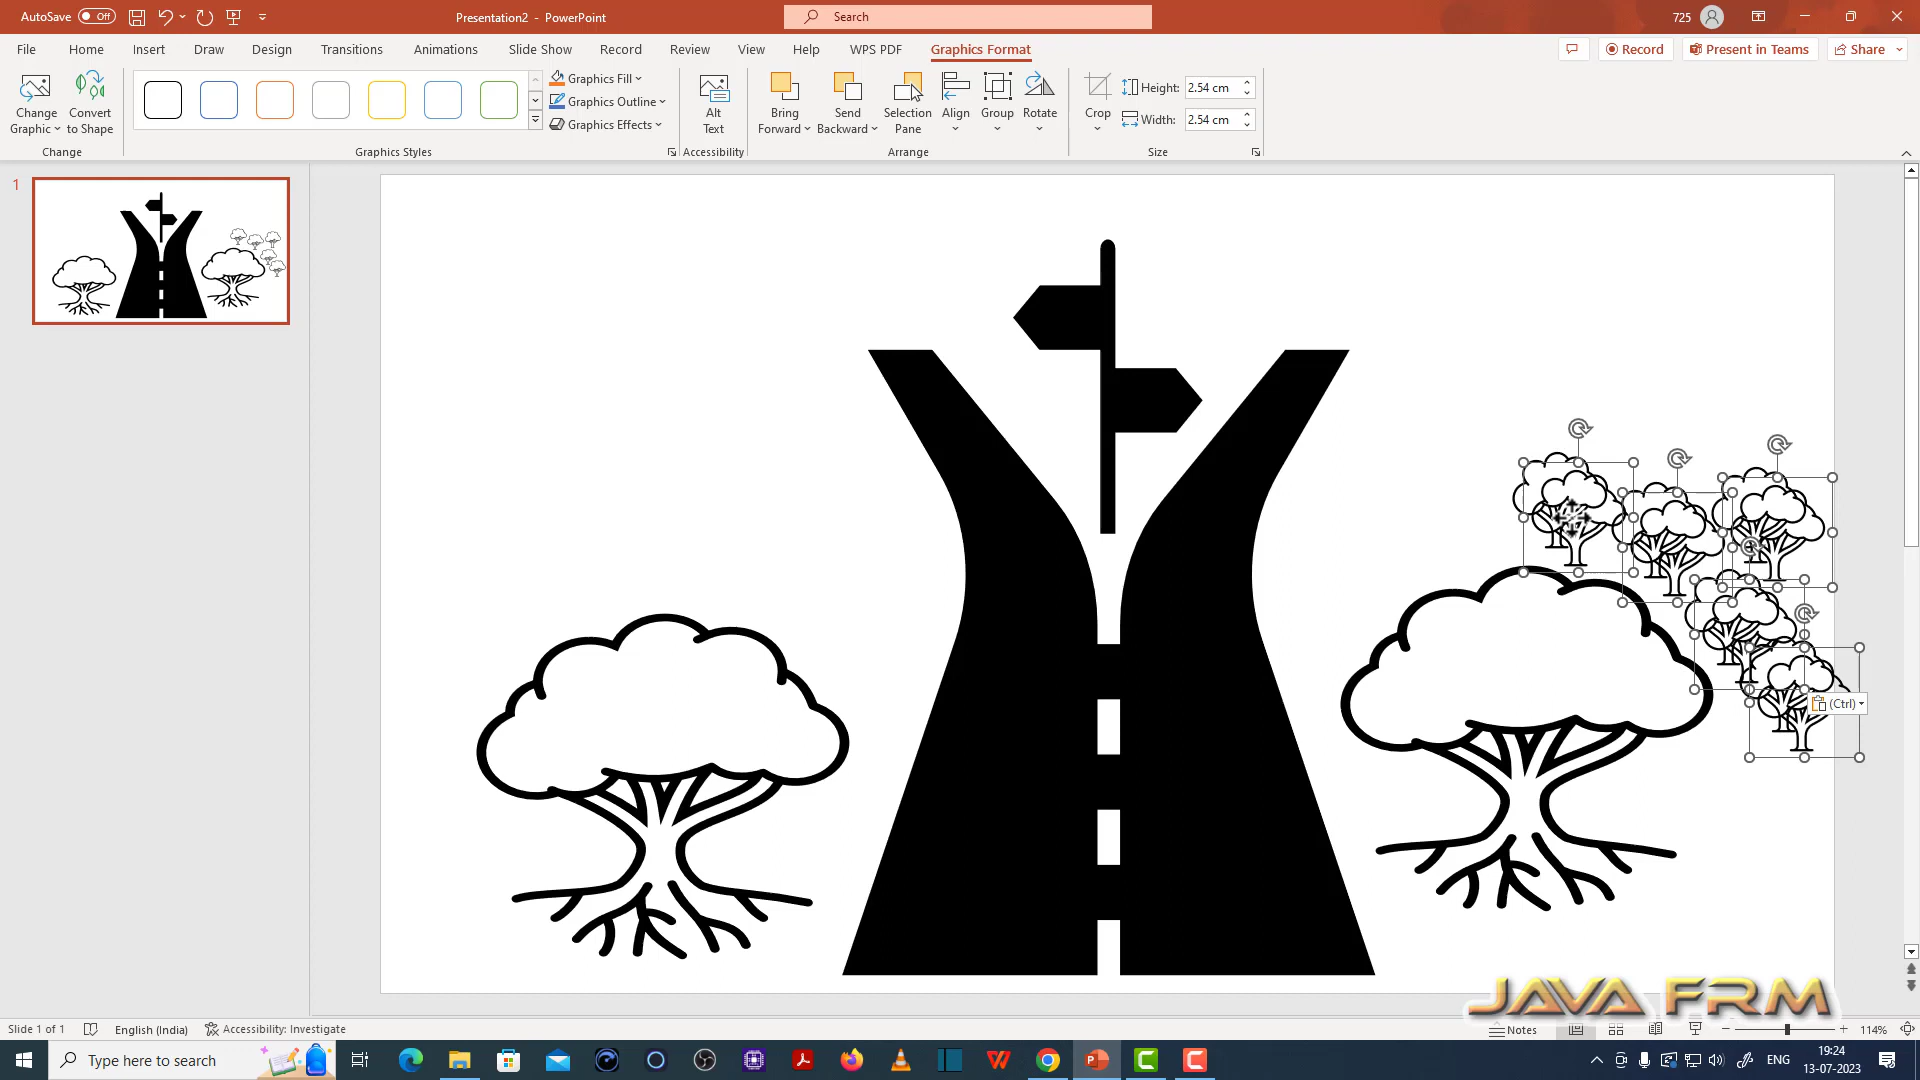 AutoSave Off
Presentation2 - PowerPoint
Search
725
File Home Insert Draw Design Transitions Animations Slide Show Record Review View Help WPS PDF Graphics Format
Record Present in Teams Share
Change Graphic
Convert to Shape
Change
Graphics Fill
Graphics Outline
Graphics Effects
Graphics Styles
Alt Text
Accessibility
Bring Forward
Send Backward
Selection Pane
Align
Group
Rotate
Arrange
Crop
Height: 2.54 cm
Width: 2.54 cm
Size
1
(Ctrl)
JAVA FRM
Slide 1 of 1 English (India) Accessibility: Investigate
Notes
114%
Type here to search
ENG
19:24
13-07-2023